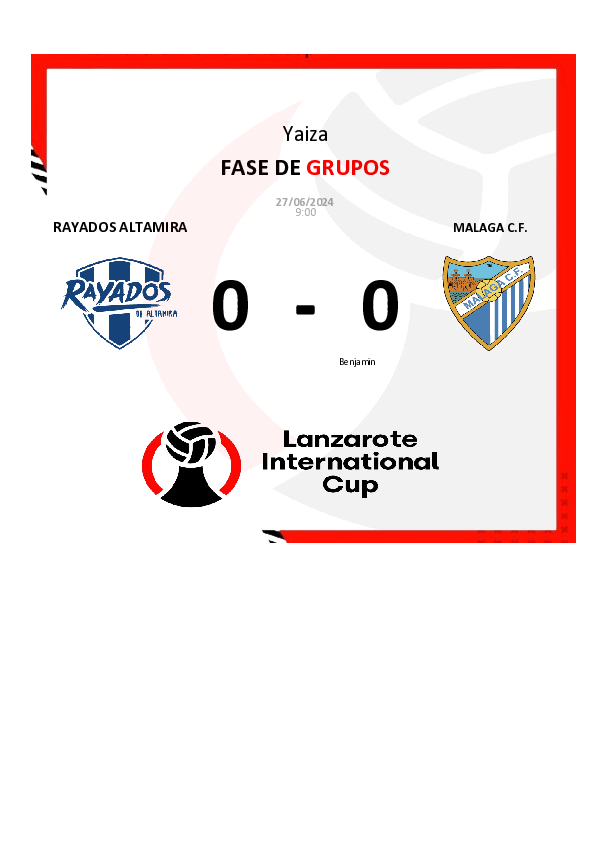 Yaiza
FASE DE GRUPOS
27/06/2024
9:00
RAYADOS ALTAMIRA
MALAGA C.F.
RAYADOS
DE ALTAMIRA
0 - 0
MALAGA C.F.
Benjamin
Lanzarote
International
Cup